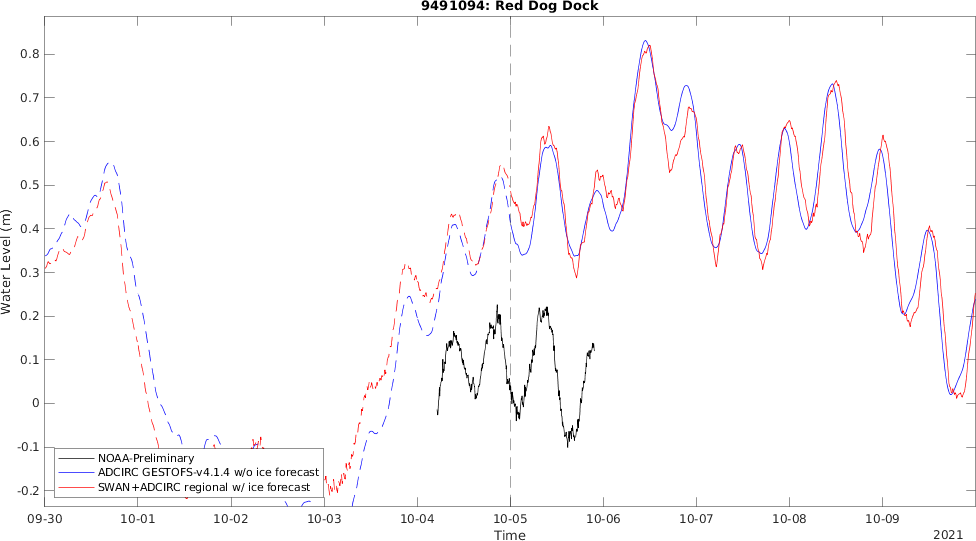 9491094: Red Dog Dock
Water Level (m)
0.8
0.7
0.6
0.5
0.4
0.3
0.2
0.1
0
-0.1
-0.2
NOAA-Preliminary
ADCIRC GESTOFS-v4.1.4 w/o ice forecast
SWAN+ADCIRC regional w/ ice forecast
09-30 10-01 10-02 10-03 10-04 10-05 10-06 10-07 10-08 10-09
Time
2021